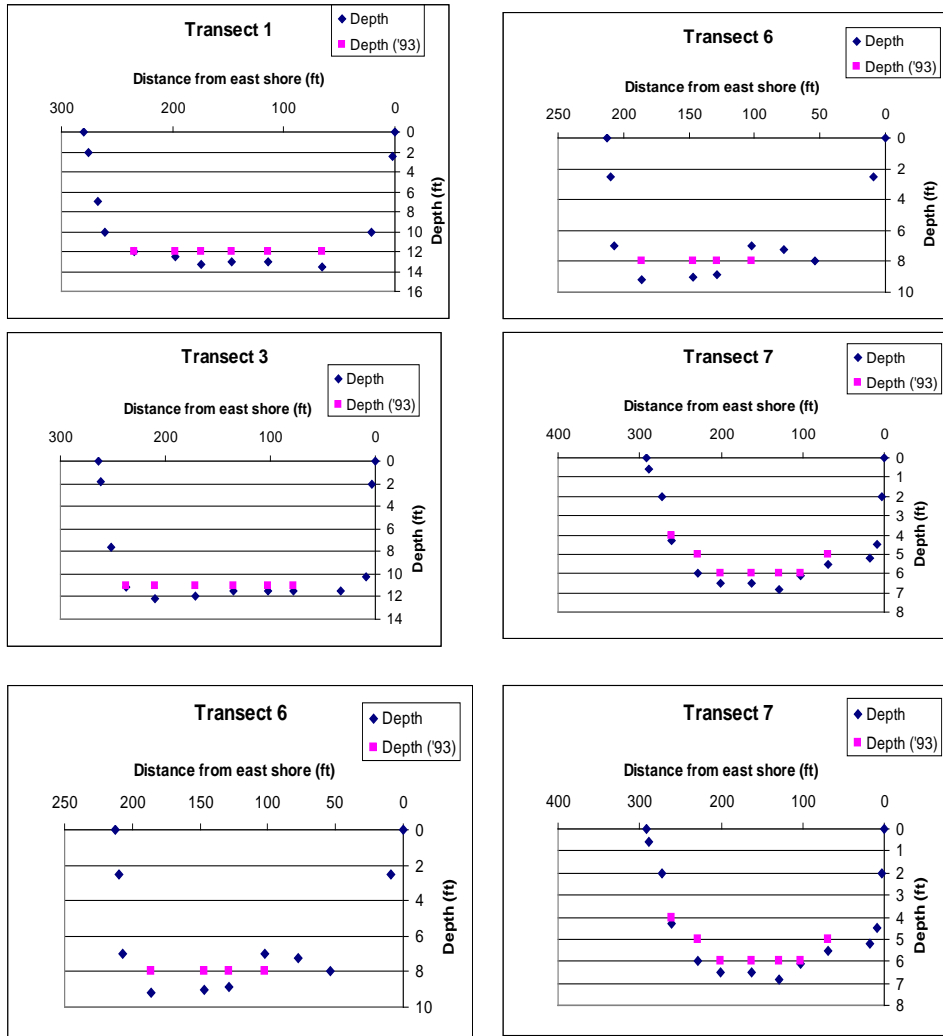 Transect 1
Depth
Depth ('93)
Distance from east shore (ft)
300 200 100 0
0
2
4
6
8
10
12
14
16
Depth (ft)
Transect 6
Depth
Depth ('93)
Distance from east shore (ft)
250 200 150 100 50 0
0
2
4
6
8
10
Depth (ft)
Transect 3
Depth
Depth ('93)
Distance from east shore (ft)
300 200 100 0
0
2
4
6
8
10
12
14
Depth (ft)
Transect 7
Depth
Depth ('93)
Distance from east shore (ft)
400 300 200 100 0
0
1
2
3
4
5
6
7
8
Depth (ft)
Transect 6
Depth
Depth ('93)
Distance from east shore (ft)
250 200 150 100 50 0
0
2
4
6
8
10
Depth (ft)
Transect 7
Depth
Depth ('93)
Distance from east shore (ft)
400 300 200 100 0
0
1
2
3
4
5
6
7
8
Depth (ft)